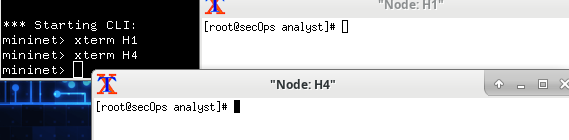 *** Starting CLI:
mininet> xterm H1
mininet> xterm H4
mininet>
"Node: H1"
[root@secOps analyst]#
"Node: H4"
[root@secOps analyst]#